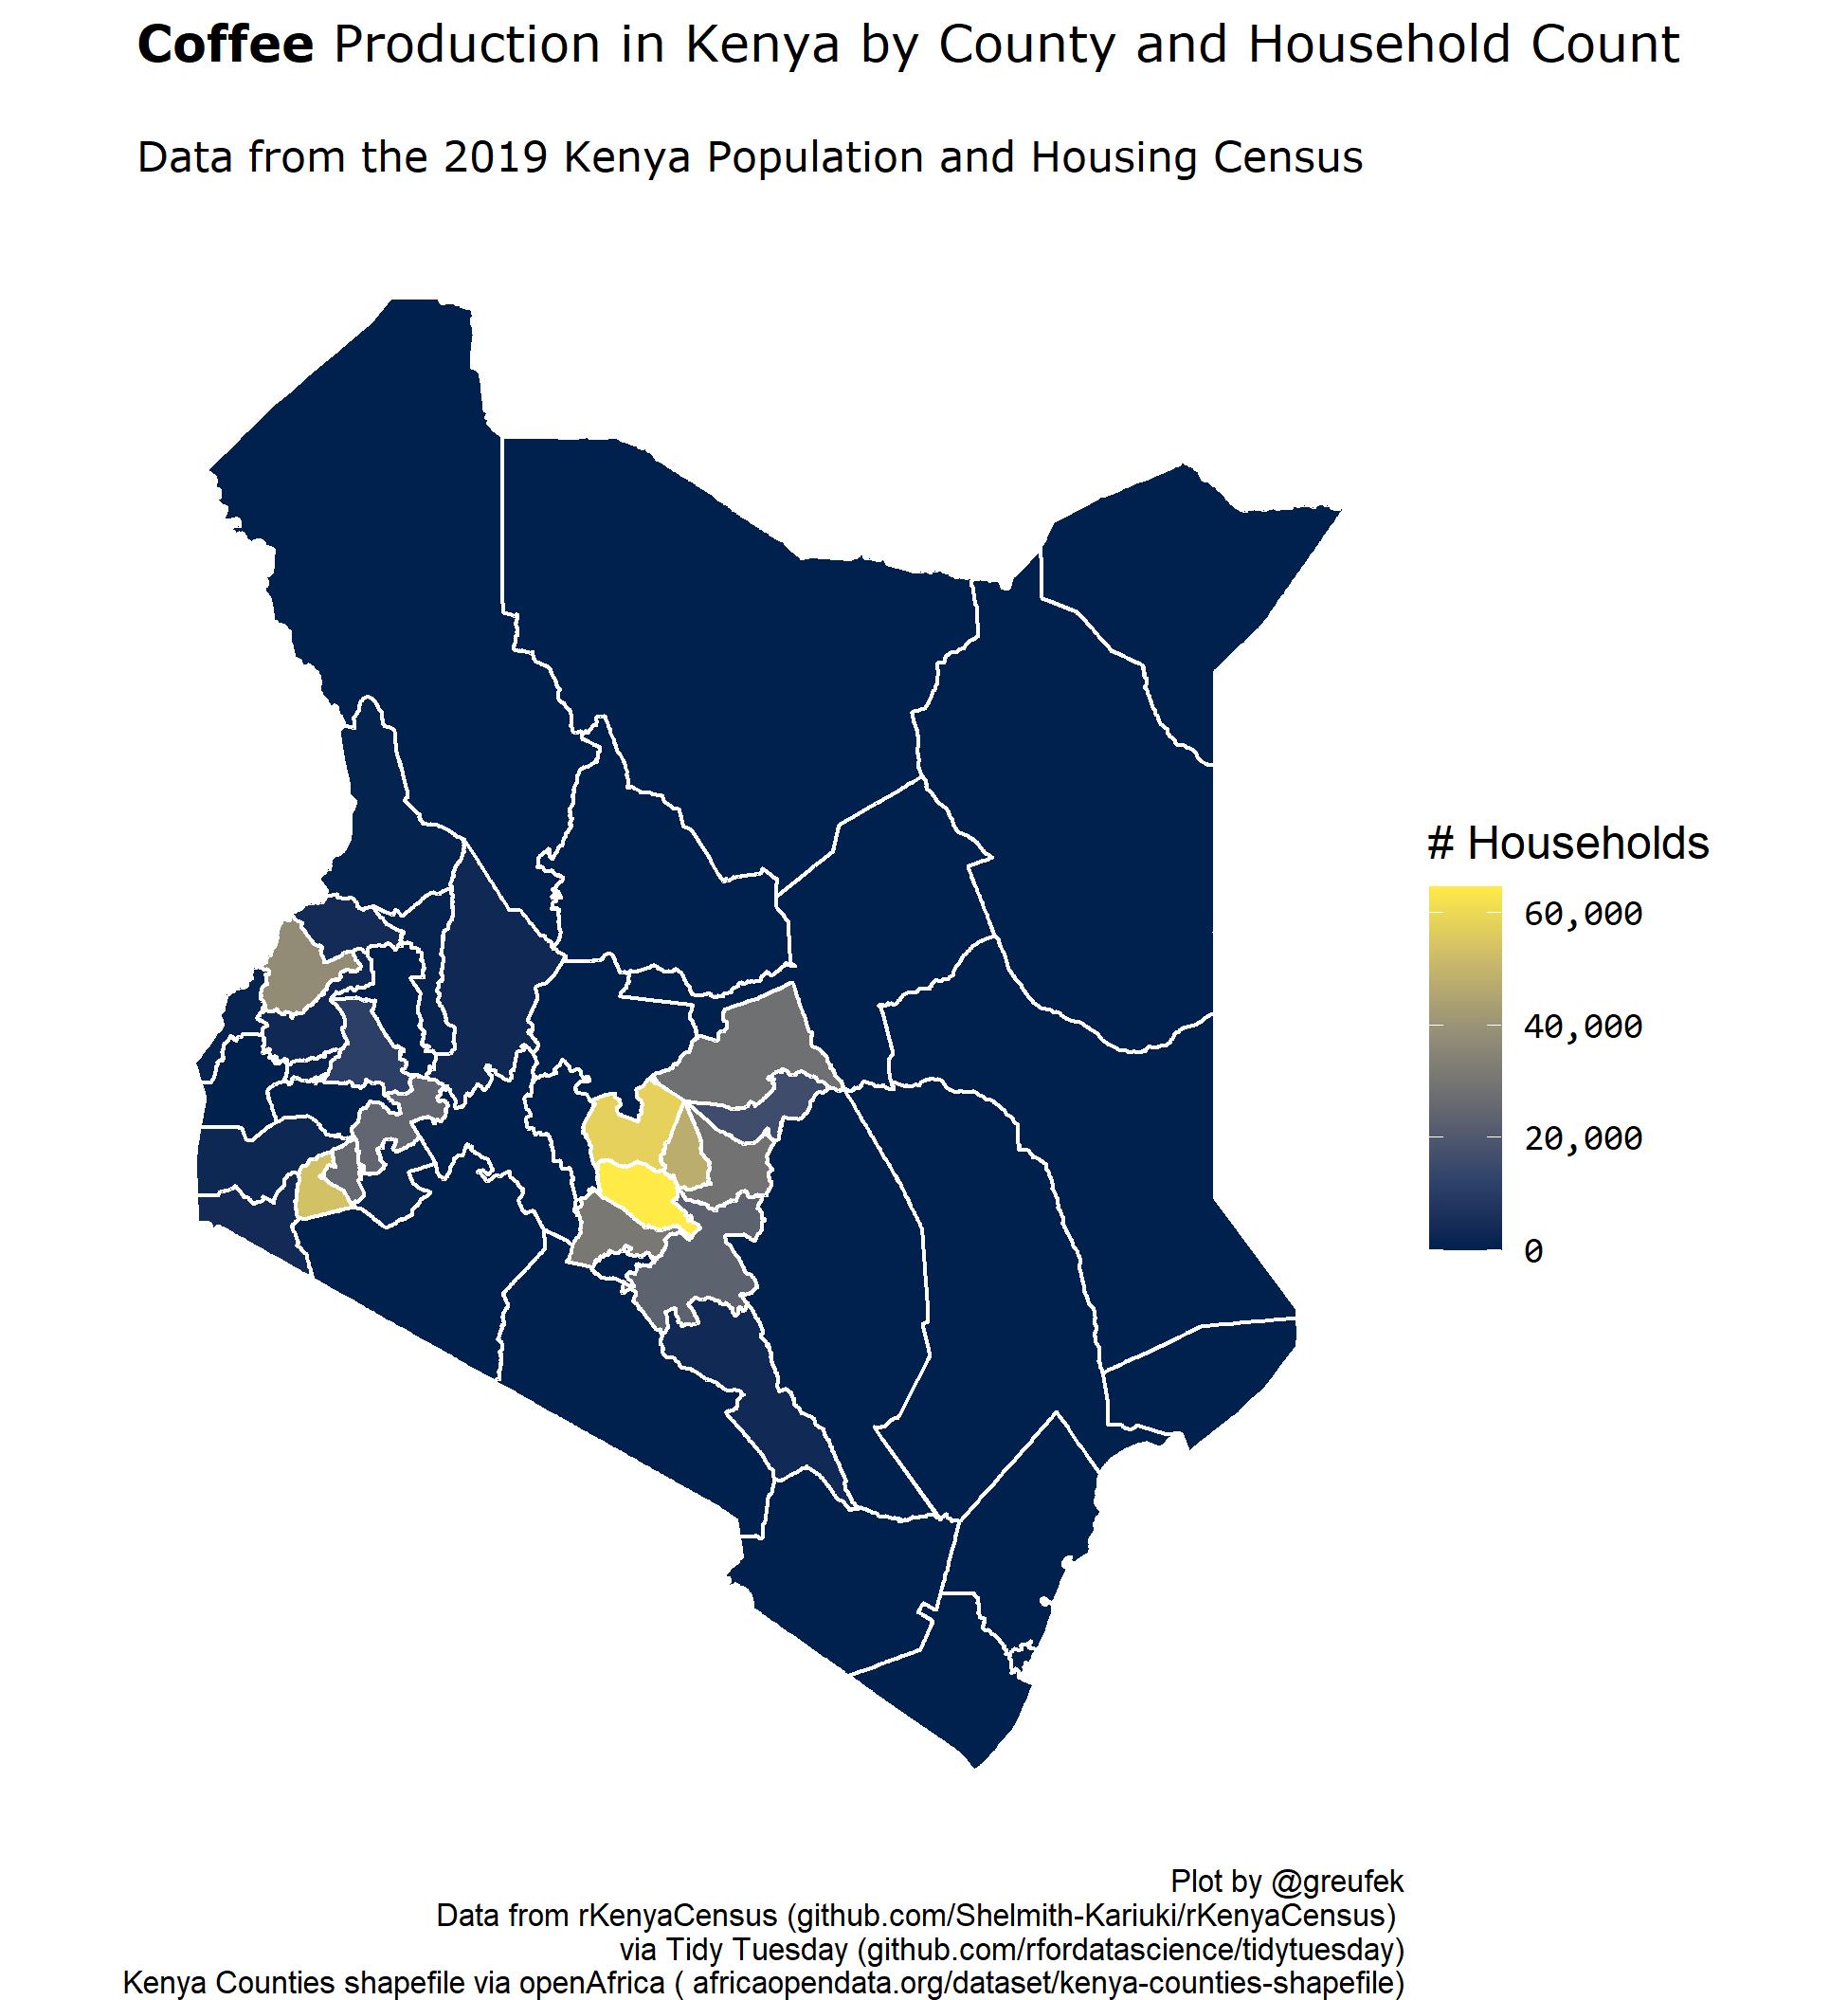 Coffee Production in Kenya by County and Household Count
Data from the 2019 Kenya Population and Housing Census
# Households
60,000
40,000
20,000
0
Plot by @greufek
Data from rKenyaCensus (github.com/Shelmith-Kariuki/rKenyaCensus)
via Tidy Tuesday (github.com/rfordatascience/tidytuesday)
Kenya Counties shapefile via openAfrica ( africaopendata.org/dataset/kenya-counties-shapefile)